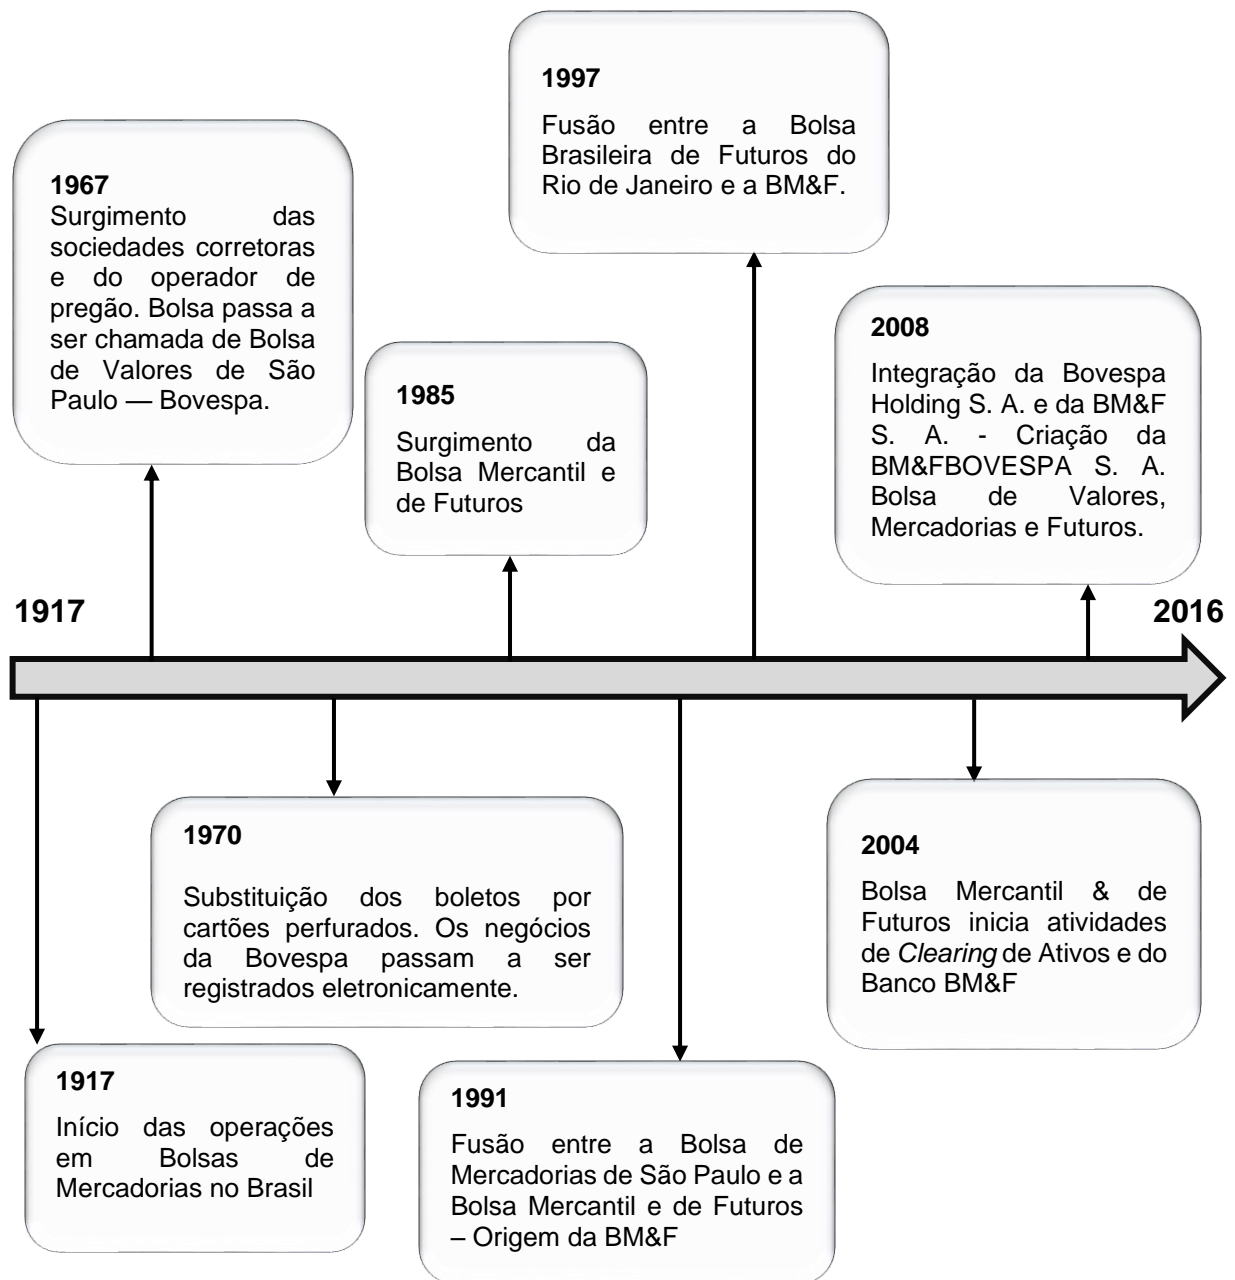 1997
Fusão entre a Bolsa
Brasileira de Futuros do
Rio de Janeiro e a BM&F.
1967
Surgimento das
sociedades corretoras
e do operador de
pregão. Bolsa passa a
ser chamada de Bolsa
de Valores de São
Paulo — Bovespa.
1985
Surgimento da
Bolsa Mercantil e
de Futuros
2008
Integração da Bovespa
Holding S. A. e da BM&F
S. A. - Criação da
BM&FBOVESPA S. A.
Bolsa de Valores,
Mercadorias e Futuros.
1917
2016
1970
Substituição dos boletos por
cartões perfurados. Os negócios
da Bovespa passam a ser
registrados eletronicamente.
2004
Bolsa Mercantil & de
Futuros inicia atividades
de Clearing de Ativos e do
Banco BM&F
1917
Início das operações
em Bolsas de
Mercadorias no Brasil
1991
Fusão entre a Bolsa de
Mercadorias de São Paulo e a
Bolsa Mercantil e de Futuros
– Origem da BM&F